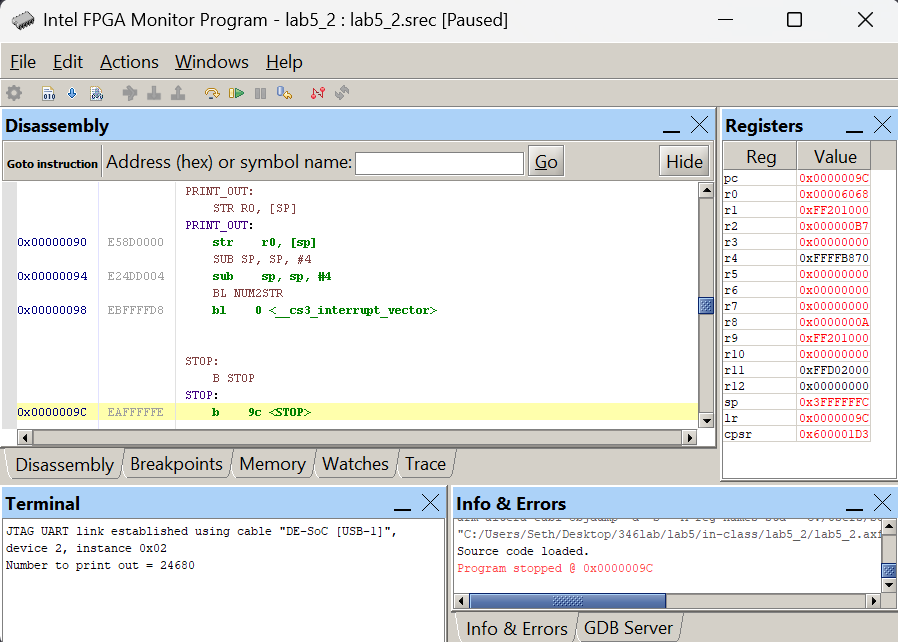 Intel FPGA Monitor Program - lab5_2 : lab5_2.srec [Paused]
File Edit Actions Windows Help
Disassembly
Goto instruction Address (hex) or symbol name: Go Hide
PRINT_OUT:
STR R0, [SP]
PRINT_OUT:
0x00000090 E58D0000 str r0, [sp]
SUB SP, SP, #4
0x00000094 E24DD004 sub sp, sp, #4
BL NUM2STR
0x00000098 EBFFFFD8 bl 0 <__cs3_interrupt_vector>
STOP:
B STOP
STOP:
0x0000009C EAFFFFFE b 9c <STOP>
Disassembly Breakpoints Memory Watches Trace
Registers
Reg Value
pc 0x0000009C
r0 0x00006068
r1 0xFF201000
r2 0x000000B7
r3 0x00000000
r4 0xFFFFB870
r5 0x00000000
r6 0x00000000
r7 0x00000000
r8 0x0000000A
r9 0xFF201000
r10 0x00000000
r11 0xFFD02000
r12 0x00000000
sp 0x3FFFFFFC
lr 0x0000009C
cpsr 0x600001D3
Terminal
JTAG UART link established using cable "DE-SoC [USB-1]",
device 2, instance 0x02
Number to print out = 24680
Info & Errors
"C:/Users/Seth/Desktop/346lab/lab5/in-class/lab5_2/lab5_2.axf
Source code loaded.
Program stopped @ 0x0000009C
Info & Errors GDB Server